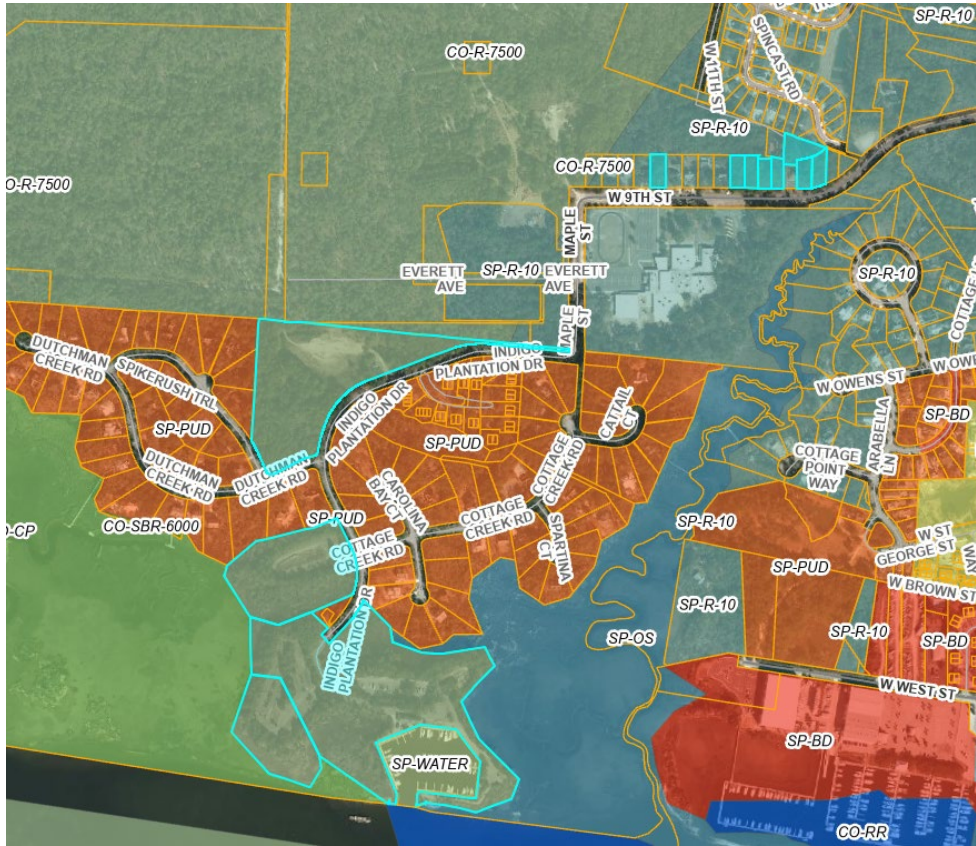 SP-R-10
CO-R-7500
SPINCAST RD
W 11TH ST
SP-R-10
CO-R-7500
O-R-7500
W 9TH ST
MAPLE
ST
SP-R-10
EVERETT
AVE
EVERETT
AVE
SP-R-10
COTTAGE
MAPLE
ST
INDIGO
PLANTATION DR
DUTCHMAN
CREEK RD
SPIKERUSH TRL
W OWENS ST
W OWE
INDIGO
PLANTATION DR
CATTAIL
CT
SP-BD
ARABELLA
LN
SP-PUD
SP-PUD
COTTAGE
POINT
WAY
DUTCHMAN
CREEK RD
DUTCHMAN
CREEK RD
COTTAGE
CREEK RD
CAROLINA
BAY CT
SP-PUD
CO-SBR-6000
COTTAGE
CREEK RD
SPARTINA
CT
SP-R-10
W ST
GEORGE ST
WAY
O-CP
COTTAGE
CREEK RD
SP-PUD
W BROWN ST
INDIGO
PLANTATION DR
SP-R-10
SP-R-10
SP-OS
SP-BD
W WEST ST
SP-BD
SP-WATER
CO-RR